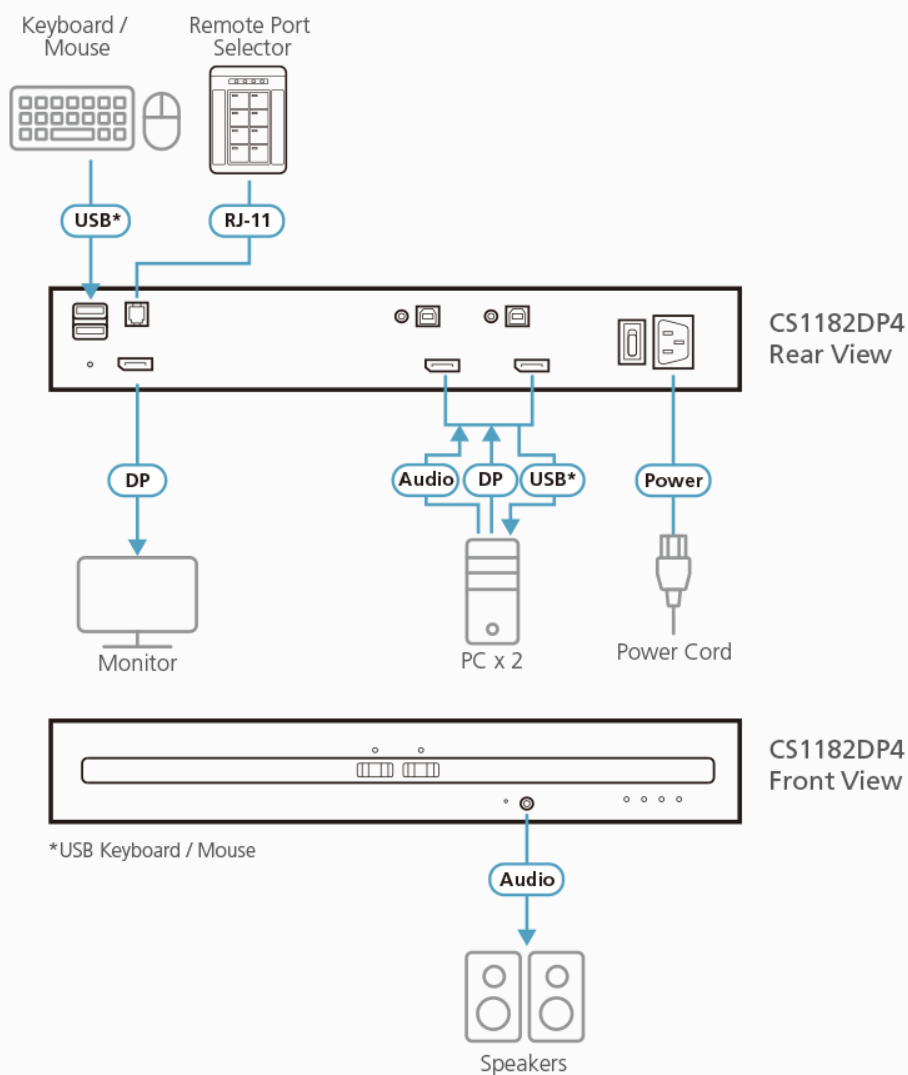 Keyboard /
Mouse
Remote Port
Selector
USB*
RJ-11
CS1182DP4
Rear View
DP
Audio
DP
USB*
Power
Monitor
PC x 2
Power Cord
CS1182DP4
Front View
*USB Keyboard / Mouse
Audio
Speakers